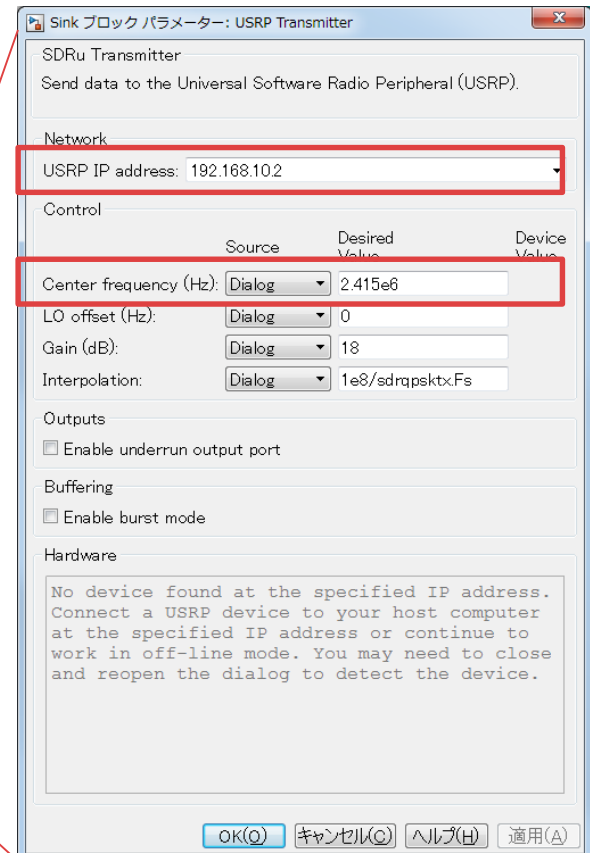 Sink ブロック パラメーター: USRP Transmitter
SDRu Transmitter
Send data to the Universal Software Radio Peripheral (USRP).
Network
USRP IP address: 192.168.10.2
Control
Source Desired Value Device Value
Center frequency (Hz): Dialog 2.415e6
LO offset (Hz): Dialog 0
Gain (dB): Dialog 18
Interpolation: Dialog 1e8/sdrqpsktx.Fs
Outputs
Enable underrun output port
Buffering
Enable burst mode
Hardware
No device found at the specified IP address.
Connect a USRP device to your host computer
at the specified IP address or continue to
work in off-line mode. You may need to close
and reopen the dialog to detect the device.
OK(O) キャンセル(C) ヘルプ(H) 適用(A)